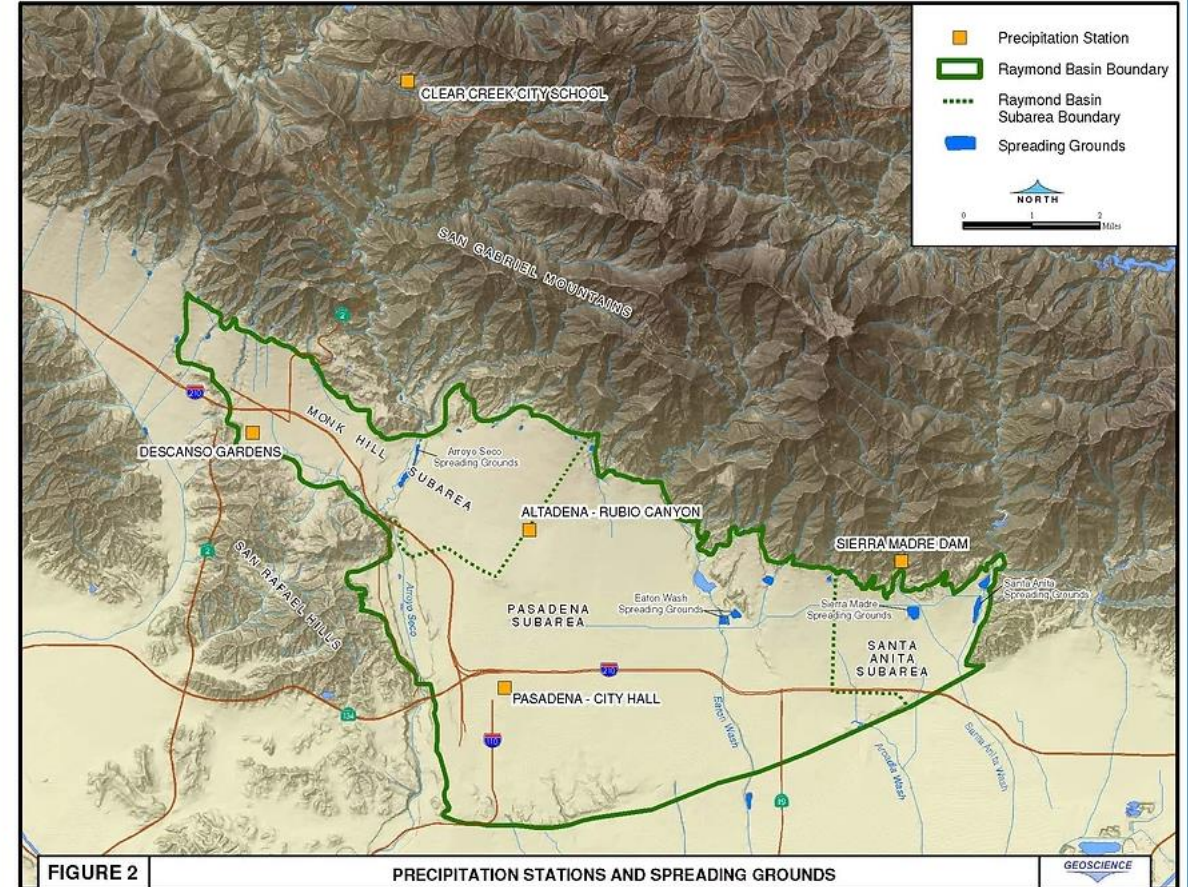 Precipitation Station
Raymond Basin Boundary
Raymond Basin
Subarea Boundary
Spreading Grounds
NORTH
0 1 2
Miles
CLEAR CREEK CITY SCHOOL
SAN GABRIEL MOUNTAINS
2
210
MONK HILL SUBAREA
DESCANSO GARDENS
Arroyo Seco
Spreading Grounds
ALTADENA - RUBIO CANYON
SIERRA MADRE DAM
2
SAN RAFAEL HILLS
Arroyo Seco
PASADENA
SUBAREA
Eaton Wash
Spreading Grounds
Sierra Madre
Spreading Grounds
Santa Anita
Spreading Grounds
SANTA
ANITA
SUBAREA
210
PASADENA - CITY HALL
134
110
Eaton Wash
Arcadia Wash
Santa Anita Wash
19
FIGURE 2
PRECIPITATION STATIONS AND SPREADING GROUNDS
GEOSCIENCE